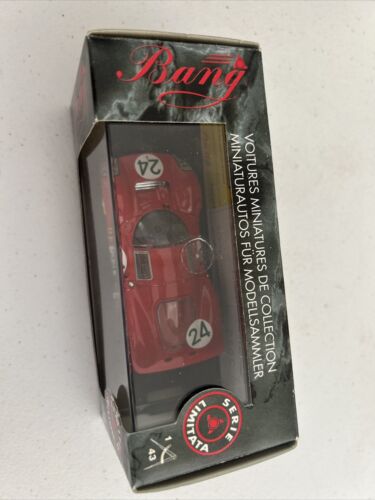 Bang
VOITURES MINIATURES DE COLLECTION
MINIATURAUTOS FÜR MODELLSAMMLER
24
24
SERIE
LIMITATA
1
43